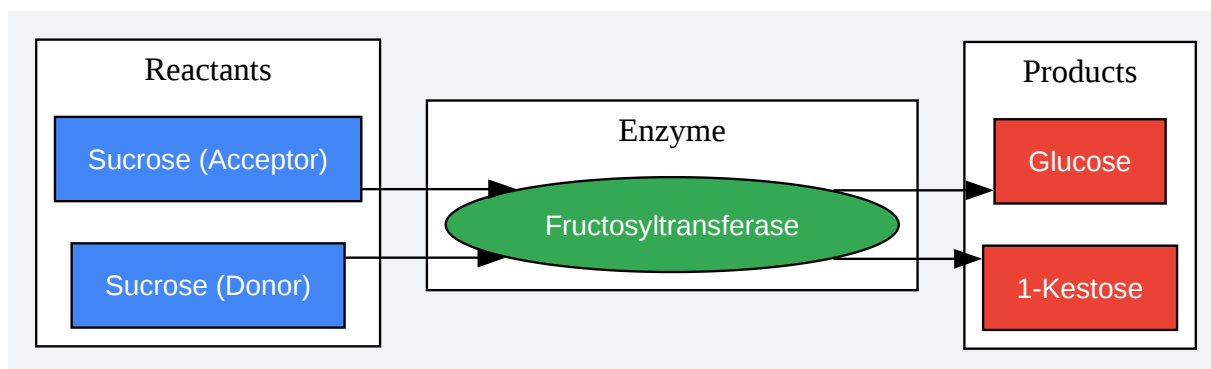 Reactants
Sucrose (Acceptor)
Sucrose (Donor)
Enzyme
Fructosyltransferase
Products
Glucose
1-Kestose